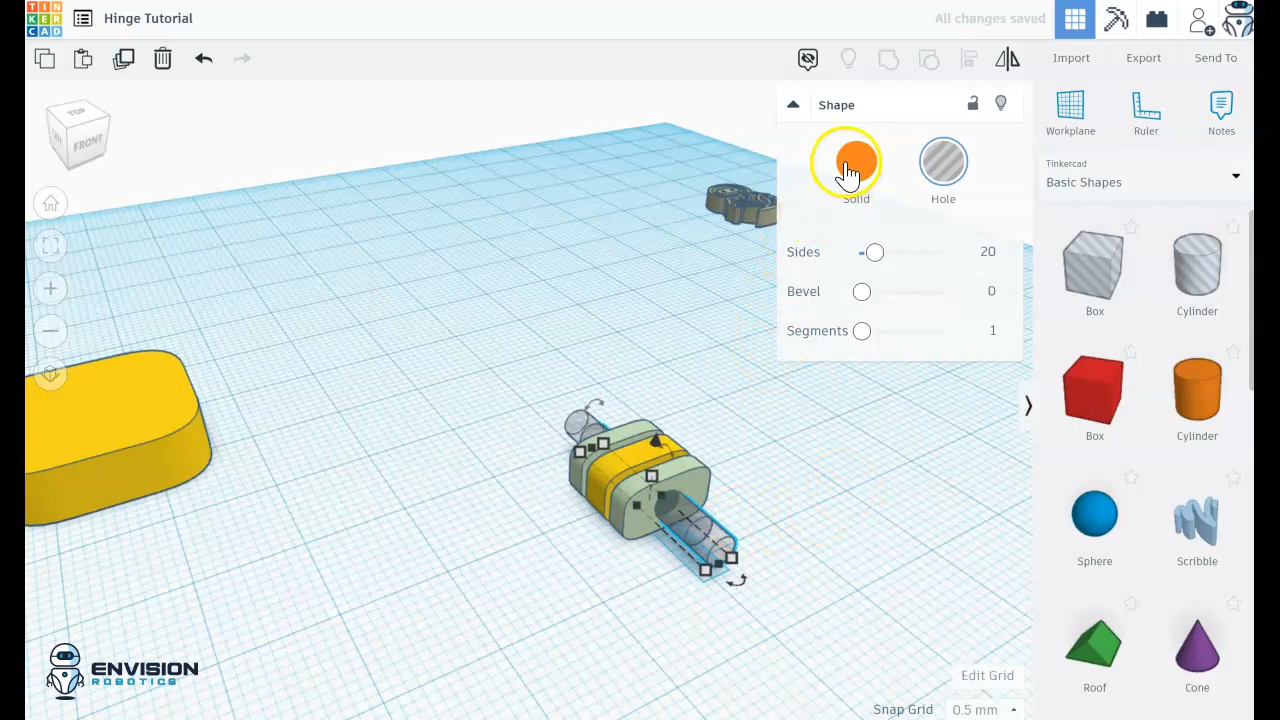 TIN
KER
CAD
Hinge Tutorial
All changes saved
Import
Export
Send To
TOP
FRONT
Shape
Solid
Hole
Sides 20
Bevel 0
Segments 1
Workplane
Ruler
Notes
Tinkercad
Basic Shapes
Box
Cylinder
Box
Cylinder
Sphere
Scribble
Roof
Cone
Edit Grid
Snap Grid 0.5 mm
ENVISION
ROBOTICS